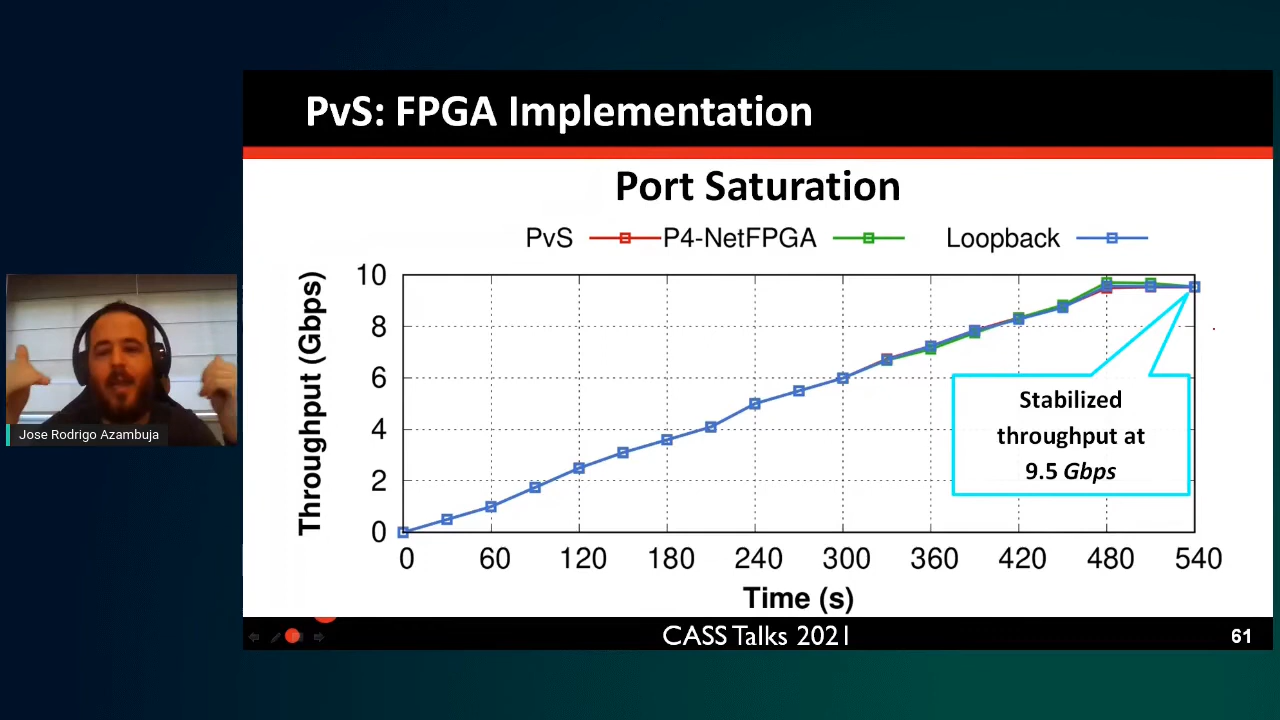 PvS: FPGA Implementation
Port Saturation
PvS P4-NetFPGA Loopback
Throughput (Gbps)
10
8
6
4
2
0
0 60 120 180 240 300 360 420 480 540
Time (s)
Stabilized
throughput at
9.5 Gbps
Jose Rodrigo Azambuja
CASS Talks 2021
61